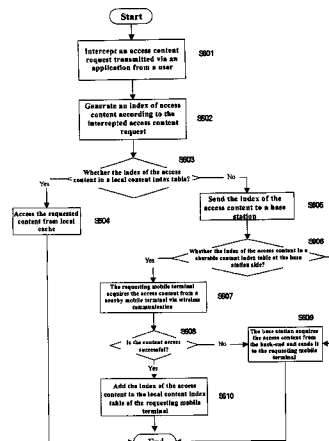 Start
Intercept an access content
request transmitted via an
application from a user
S601
Generate an index of access
content according to the
intercepted access content
request
S602
S603
Whether the index of the access
content in a local content index table?
Yes
No
Access the requested
content from local
cache
S604
Send the index of the
access content to a base
station
S605
S606
Whether the index of the access content in a
sharable content index table at the base
station side?
Yes
The requesting mobile terminal
acquires the access content from a
nearby mobile terminal via wireless
communication
S607
S608
Is the content access
successful?
No
S609
The base station acquires
the access content from
the back-end and sends it
to the requesting mobile
terminal
Yes
Add the index of the access
content in the local content index
table of the requesting mobile
terminal
S610
End